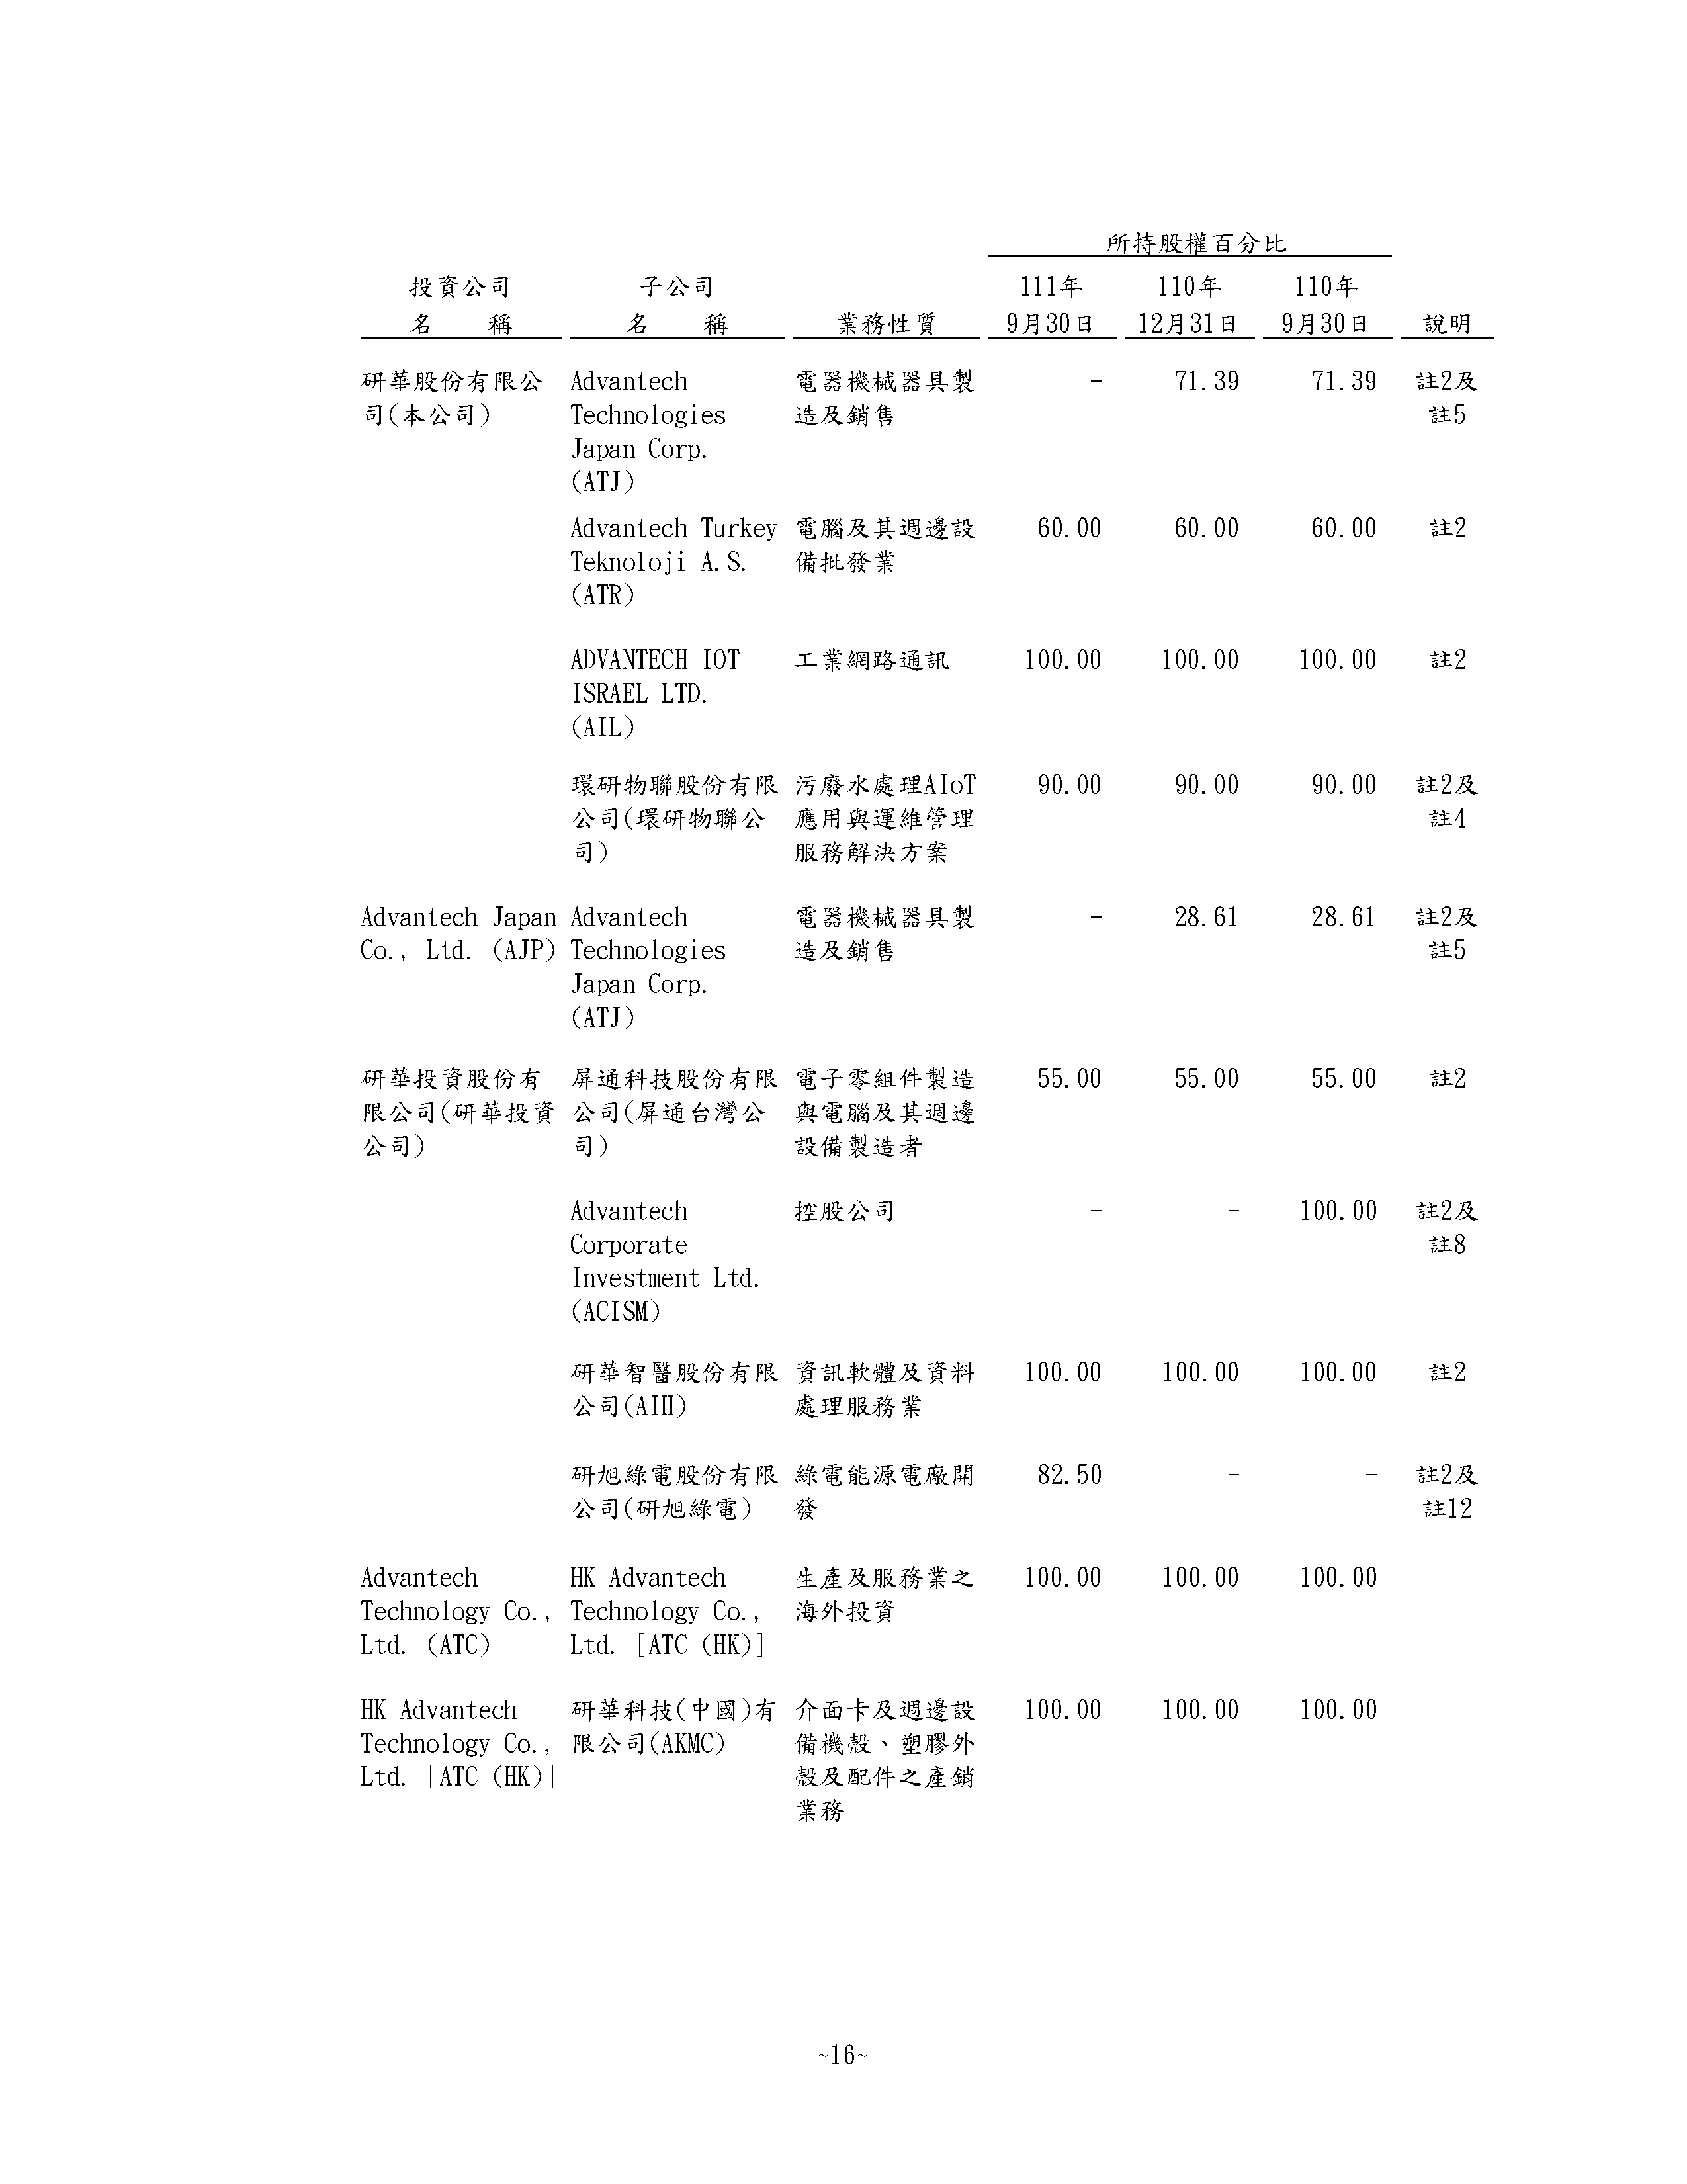 所持股權百分比
投資公司 子公司 111年 110年 110年
名 稱 名 稱 業務性質 9月30日 12月31日 9月30日 說明
研華股份有限公 Advantech 電器機械器具製 - 71.39 71.39 註2及
司(本公司) Technologies 造及銷售 註5
Japan Corp.
(ATJ)
Advantech Turkey 電腦及其週邊設 60.00 60.00 60.00 註2
Teknoloji A.S. 備批發業
(ATR)
ADVANTECH IOT 工業網路通訊 100.00 100.00 100.00 註2
ISRAEL LTD.
(AIL)
環研物聯股份有限 污廢水處理AIoT 90.00 90.00 90.00 註2及
公司(環研物聯公 應用與運維管理 註4
司) 服務解決方案
Advantech Japan Advantech 電器機械器具製 - 28.61 28.61 註2及
Co., Ltd. (AJP) Technologies 造及銷售 註5
Japan Corp.
(ATJ)
研華投資股份有 屏通科技股份有限 電子零組件製造 55.00 55.00 55.00 註2
限公司(研華投資 公司(屏通台灣公 與電腦及其週邊
公司) 司) 設備製造者
Advantech 控股公司 - - 100.00 註2及
Corporate 註8
Investment Ltd.
(ACISM)
研華智醫股份有限 資訊軟體及資料 100.00 100.00 100.00 註2
公司(AIH) 處理服務業
研旭綠電股份有限 綠電能源電廠開 82.50 - - 註2及
公司(研旭綠電) 發 註12
Advantech HK Advantech 生產及服務業之 100.00 100.00 100.00
Technology Co., Technology Co., 海外投資
Ltd. (ATC) Ltd. [ATC (HK)]
HK Advantech 研華科技(中國)有 介面卡及週邊設 100.00 100.00 100.00
Technology Co., 限公司(AKMC) 備機殼、塑膠外
Ltd. [ATC (HK)] 殼及配件之產銷
業務
~16~